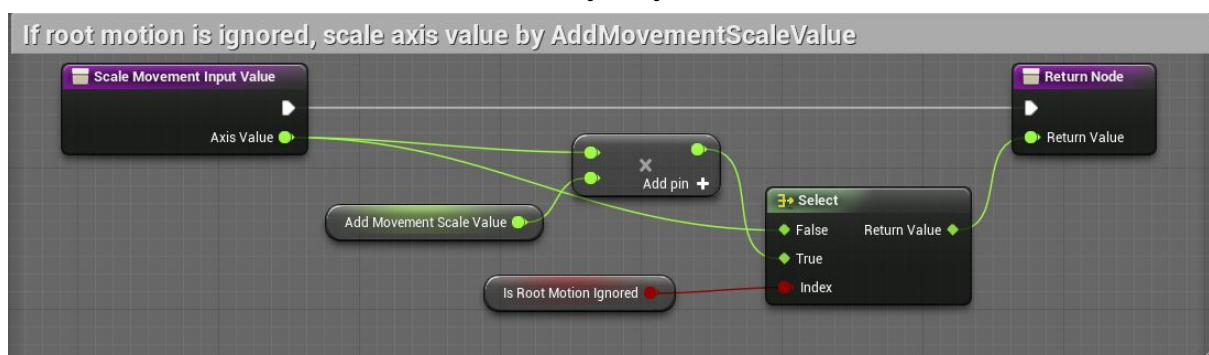 If root motion is ignored, scale axis value by AddMovementScaleValue
Scale Movement Input Value
Return Node
Axis Value
Return Value
Add pin
Select
Add Movement Scale Value
False
Return Value
True
Is Root Motion Ignored
Index